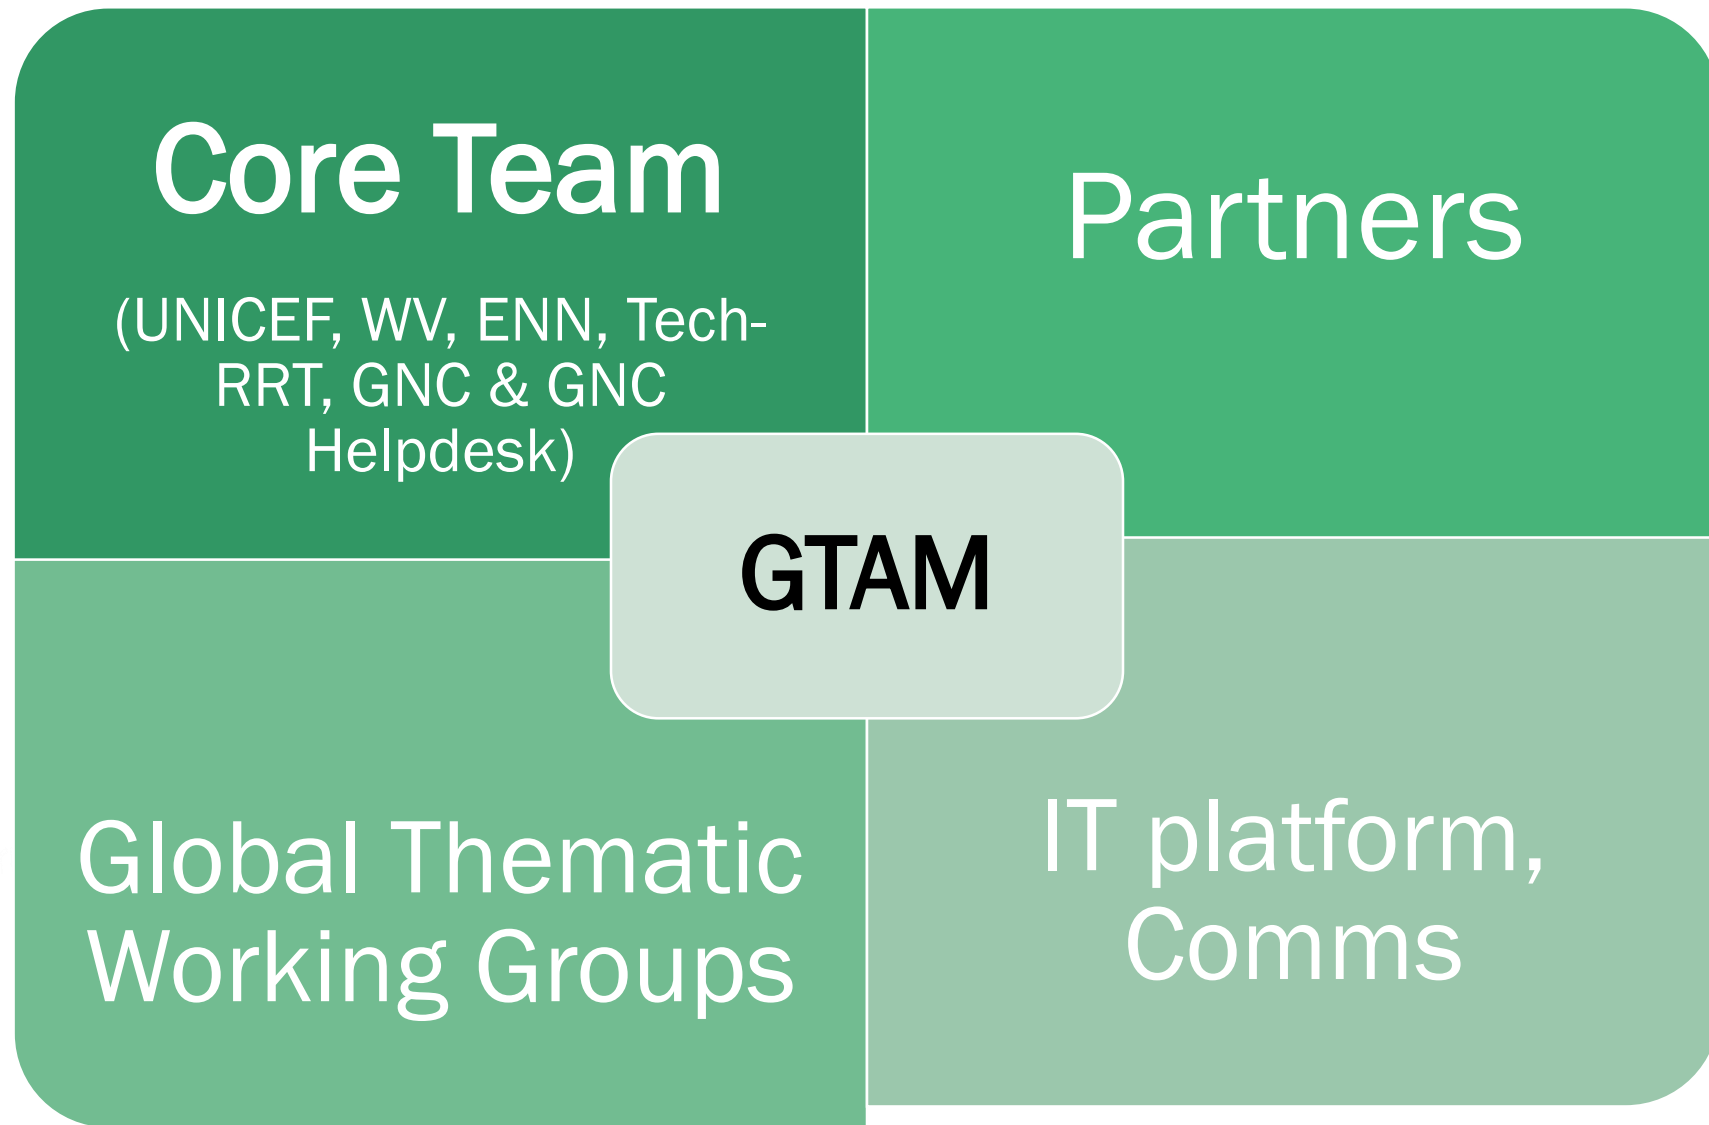 Core Team
(UNICEF, WV, ENN, Tech-
RRT, GNC & GNC
Helpdesk)
Partners
GTAM
Global Thematic
Working Groups
IT platform,
Comms